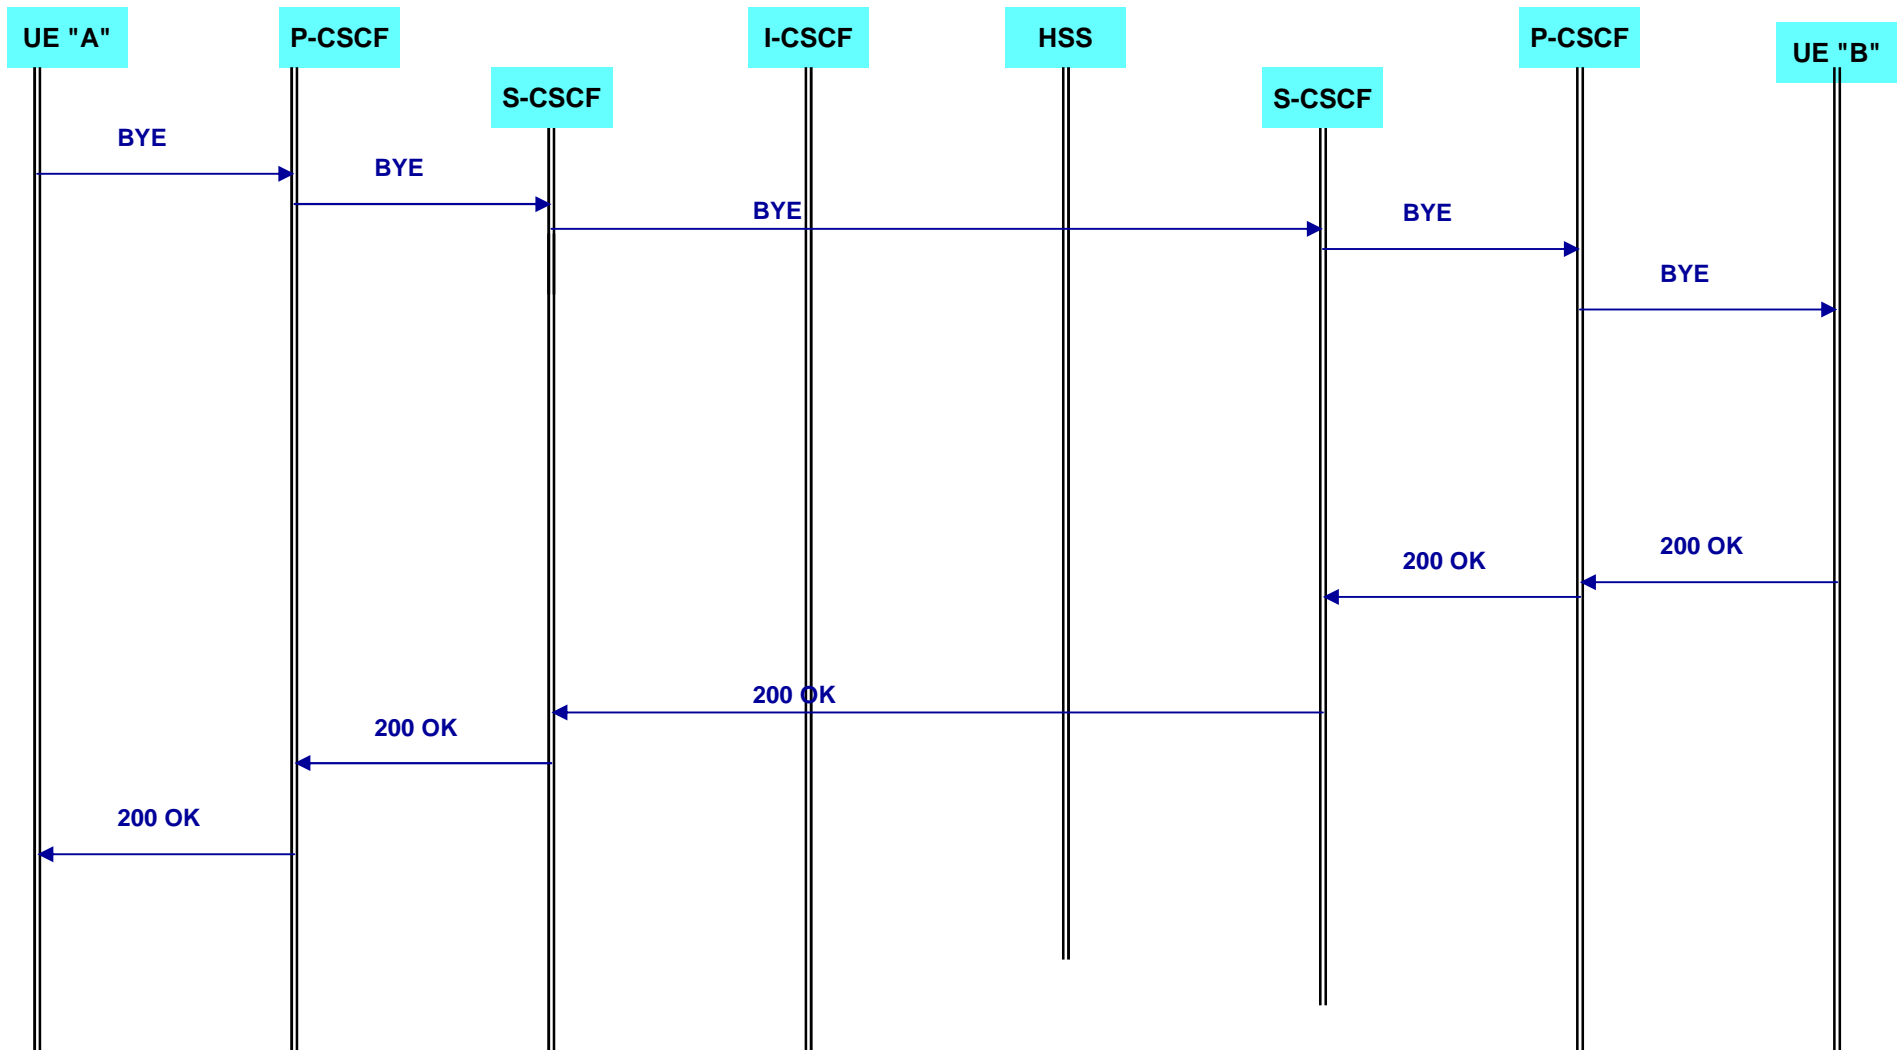 UE "A"
P-CSCF
I-CSCF
HSS
P-CSCF
UE "B"
S-CSCF
S-CSCF
BYE
BYE
BYE
BYE
BYE
200 OK
200 OK
200 OK
200 OK
200 OK